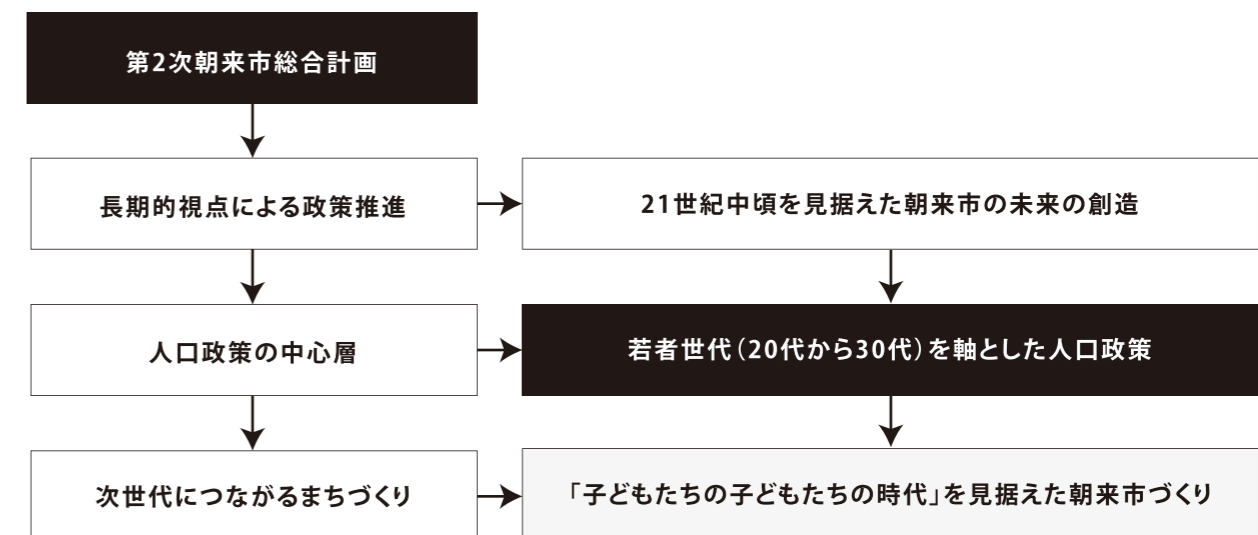 第2次朝来市総合計画
長期的視点による政策推進
21世紀中頃を見据えた朝来市の未来の創造
人口政策の中心層
若者世代（20代から30代）を軸とした人口政策
次世代につながるまちづくり
「子どもたちの子どもたちの時代」を見据えた朝来市づくり